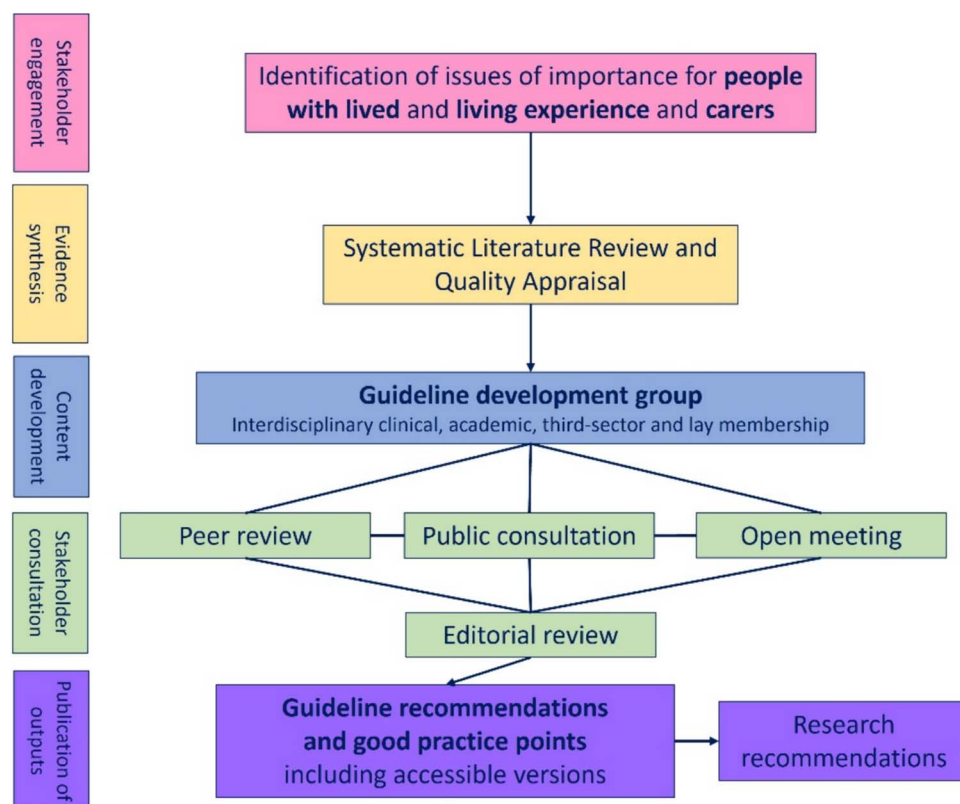 Stakeholder
engagement
Identification of issues of importance for people
with lived and living experience and carers
Evidence
synthesis
Systematic Literature Review and
Quality Appraisal
Content
development
Guideline development group
Interdisciplinary clinical, academic, third-sector and lay membership
Stakeholder
consultation
Peer review
Public consultation
Open meeting
Editorial review
Publication of
outputs
Guideline recommendations
and good practice points
including accessible versions
Research
recommendations